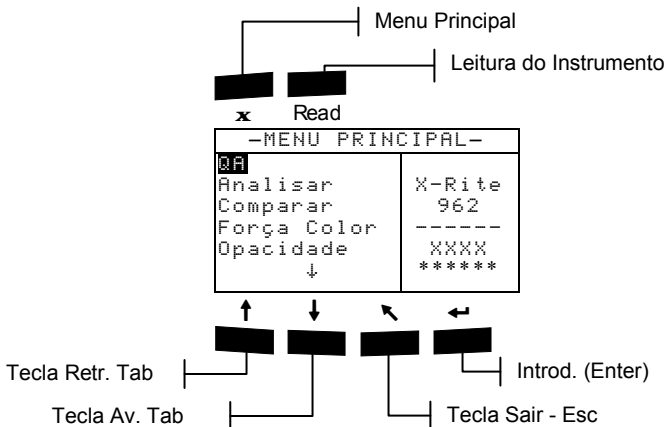 Menu Principal
Leitura do Instrumento
x Read
–MENU PRINCIPAL–
QA
Analisar X-Rite
Comparar 962
Força Color ------
Opacidade XXXX
↓ ******
↑ ↓ ↖ ↵
Tecla Retr. Tab Introd. (Enter)
Tecla Av. Tab Tecla Sair - Esc